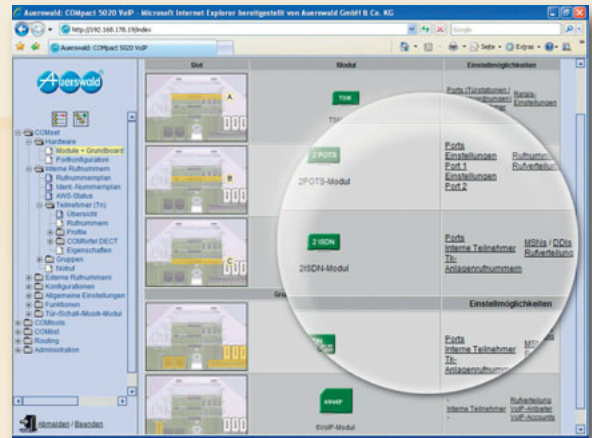 Auerswald: COMpact 5020 VoIP - Microsoft Internet Explorer bereitgestellt von Auerswald GmbH & Co. KG
http://192.168.170.19/index
Google
Auerswald: COMpact 5020 VoIP
Seite
Extras
Auerswald
COMset
Hardware
Module + Grundboard
Portkonfiguration
Interne Rufnummern
Rufnummernplan
Ident.-Nummernplan
AWS-Status
Teilnehmer (Tn)
Übersicht
Rufnummern
Profile
COMfortel DECT
Eigenschaften
Gruppen
Notruf
Externe Rufnummern
Konfigurationen
Allgemeine Einstellungen
Funktionen
Tür-/Schalt-/Musik-Modul
COMtools
COMlist
Routing
Administration
Abmelden / Beenden
Slot Modul Einstellmöglichkeiten
A
TSM
Ports (Türstationen /
Relais-
Einstellungen
B
2 POTS
2POTS-Modul
Ports
Einstellungen
Port 1
Einstellungen
Port 2
Rufnumm
Rufverteilu
C
2 ISDN
2ISDN-Modul
Ports
Interne Teilnehmer
Tk-
Anlagenrufnummern
MSNs / DDIs
Rufverteilung
Einstellmöglichkeiten
Ports
Interne Teilnehmer
Tk-
Anlagenrufnummern
6VoIP
6VoIP-Modul
Interne Teilnehmer
Rufverteilung
VoIP-Anbieter
VoIP-Accounts